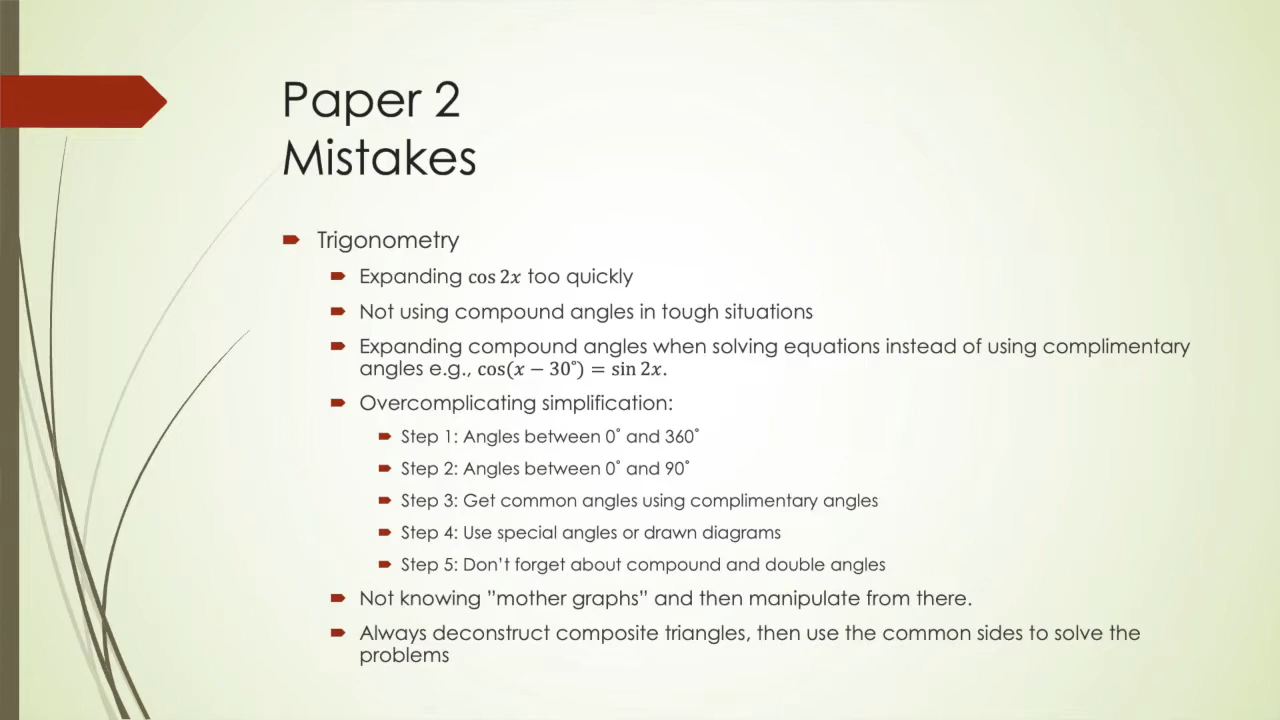 Paper 2
Mistakes
Trigonometry
Expanding cos 2x too quickly
Not using compound angles in tough situations
Expanding compound angles when solving equations instead of using complimentary
angles e.g., cos(x − 30˚) = sin 2x.
Overcomplicating simplification:
Step 1: Angles between 0˚ and 360˚
Step 2: Angles between 0˚ and 90˚
Step 3: Get common angles using complimentary angles
Step 4: Use special angles or drawn diagrams
Step 5: Don’t forget about compound and double angles
Not knowing ”mother graphs” and then manipulate from there.
Always deconstruct composite triangles, then use the common sides to solve the
problems